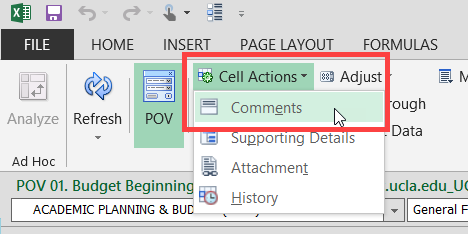 FILE HOME INSERT PAGE LAYOUT FORMULAS
Cell Actions Adjust M
Analyze Refresh POV Comments rough
Supporting Details Data
Ad Hoc Attachment
History
POV 01. Budget Beginning .ucla.edu_UC
ACADEMIC PLANNING & BUD General F